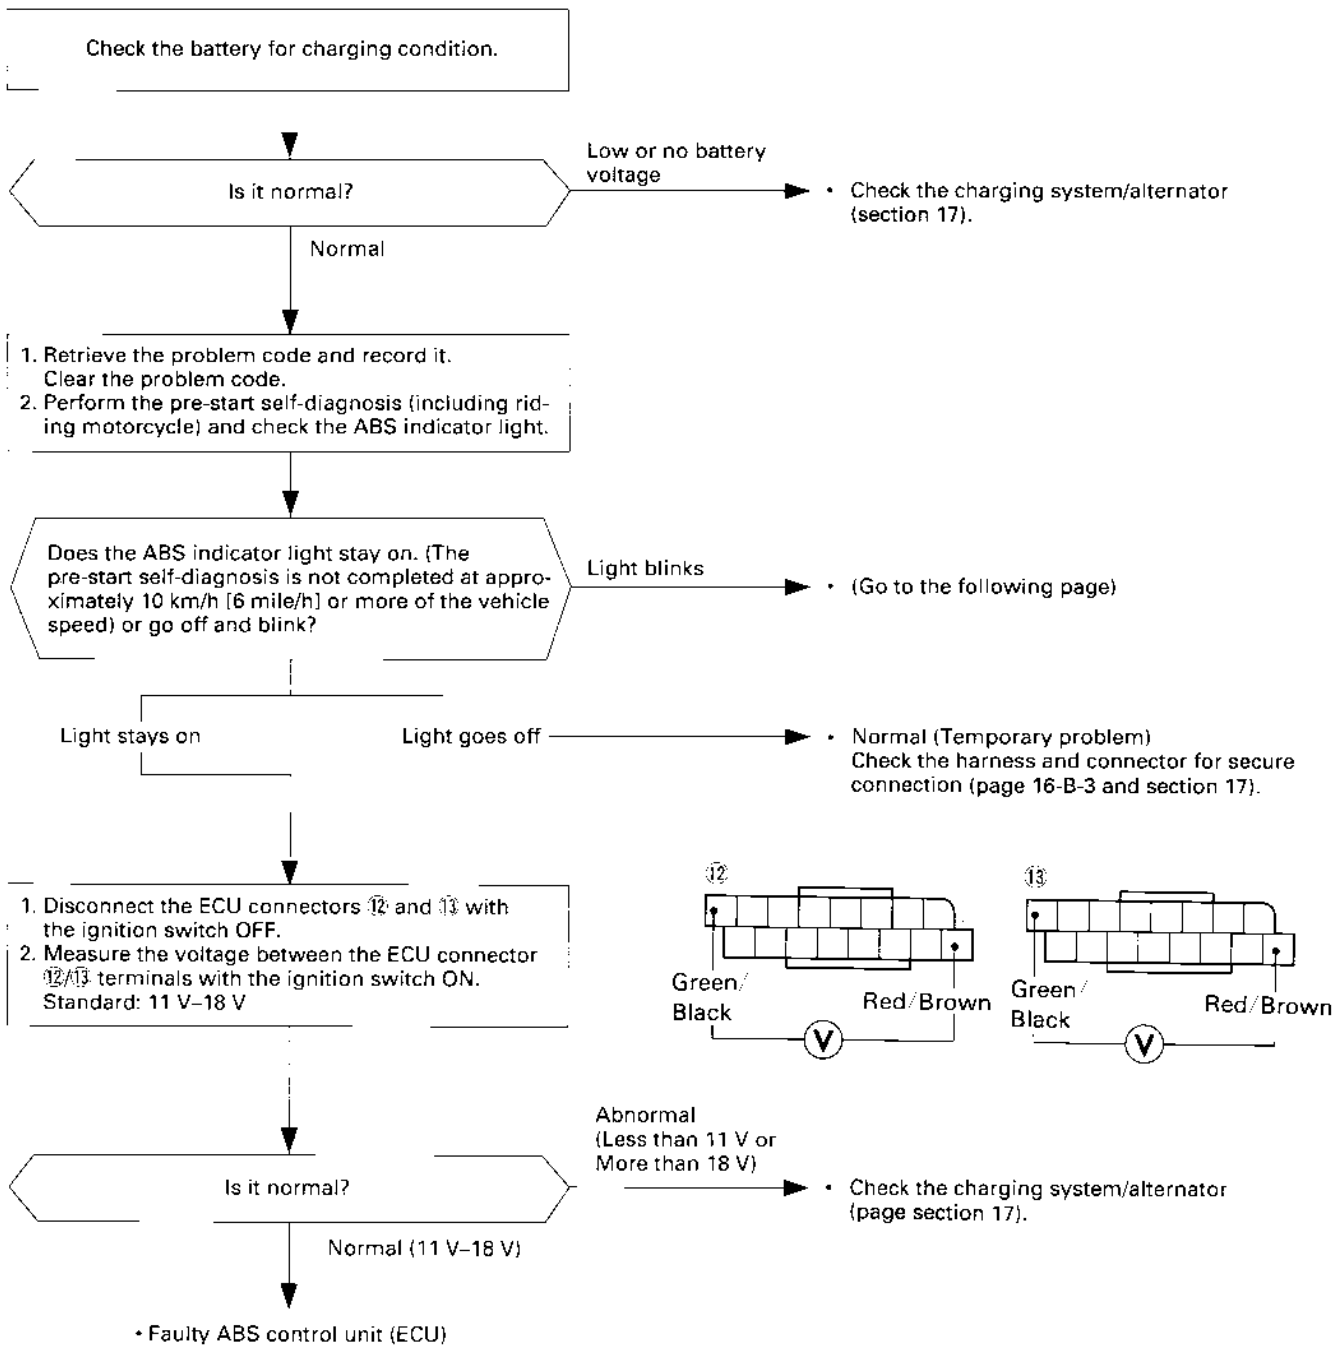 Check the battery for charging condition.
Low or no battery
voltage
Is it normal?
• Check the charging system/alternator
(section 17).
Normal
1. Retrieve the problem code and record it.
Clear the problem code.
2. Perform the pre-start self-diagnosis (including rid-
ing motorcycle) and check the ABS indicator light.
Does the ABS indicator light stay on. (The
pre-start self-diagnosis is not completed at appro-
ximately 10 km/h [6 mile/h] or more of the vehicle
speed) or go off and blink?
Light blinks
• (Go to the following page)
Light stays on
Light goes off
• Normal (Temporary problem)
Check the harness and connector for secure
connection (page 16-B-3 and section 17).
1. Disconnect the ECU connectors ⑫ and ⑬ with
the ignition switch OFF.
2. Measure the voltage between the ECU connector
⑫/⑬ terminals with the ignition switch ON.
Standard: 11 V–18 V
⑫
Green/
Black
Red/Brown
V
⑬
Green/
Black
Red/Brown
V
Abnormal
(Less than 11 V or
More than 18 V)
Is it normal?
• Check the charging system/alternator
(page section 17).
Normal (11 V–18 V)
• Faulty ABS control unit (ECU)